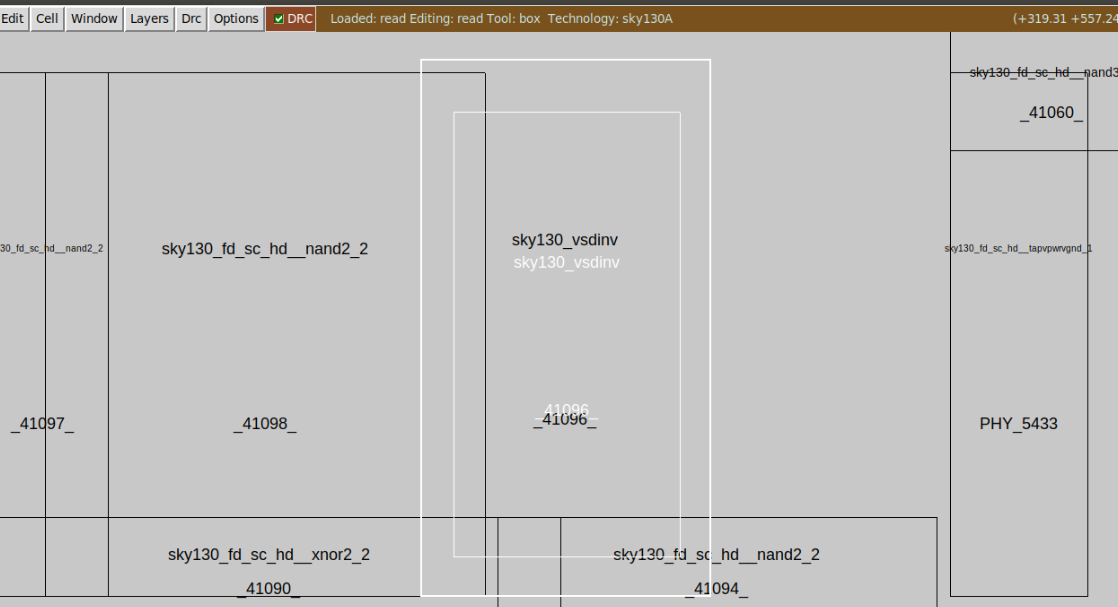 Edit Cell Window Layers Drc Options DRC Loaded: read Editing: read Tool: box Technology: sky130A (+319.31 +557.24
sky130_fd_sc_hd__nand3
_41060_
30_fd_sc_hd__nand2_2
sky130_fd_sc_hd__nand2_2
sky130_vsdinv
sky130_vsdinv
sky130_fd_sc_hd__tapvpwrvgnd_1
_41097_
_41098_
_41096_
_41096_
PHY_5433
sky130_fd_sc_hd__xnor2_2
sky130_fd_sc_hd__nand2_2
_41090_
_41094_